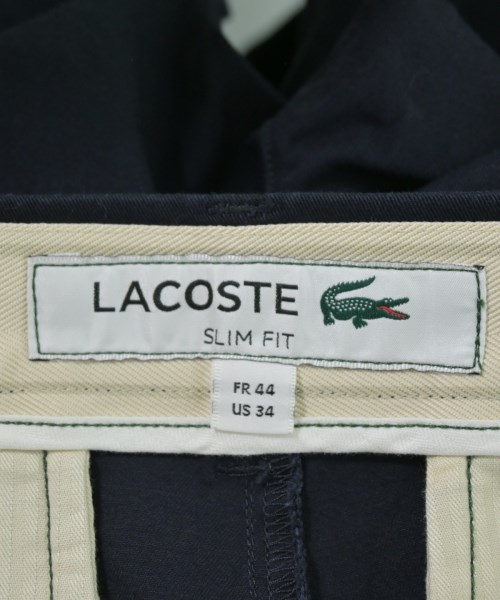 LACOSTE
SLIM FIT
FR 44
US 34